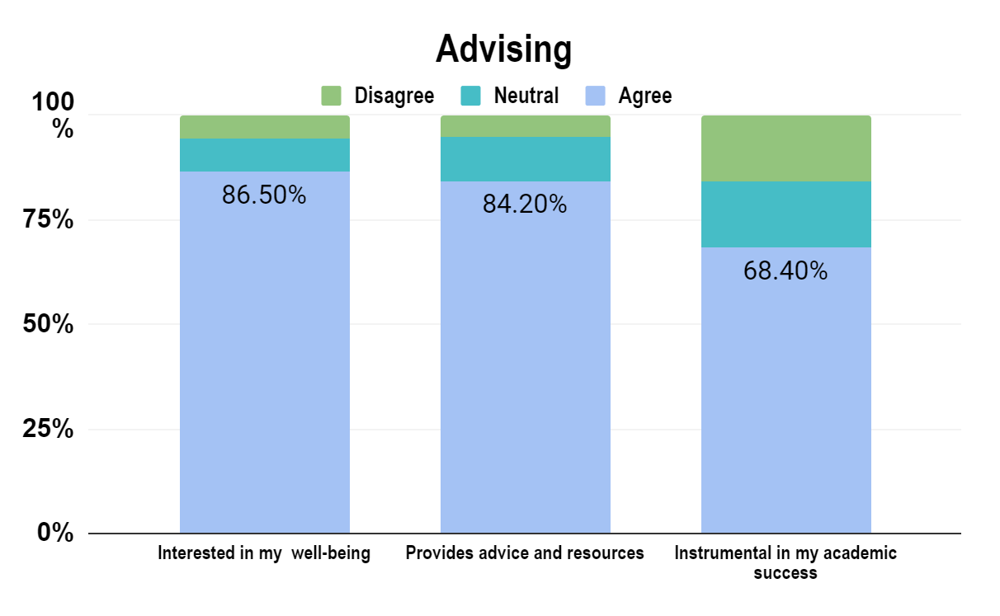 Advising
Disagree Neutral Agree
100
%
75%
50%
25%
0%
86.50%
84.20%
68.40%
Interested in my well-being
Provides advice and resources
Instrumental in my academic
success